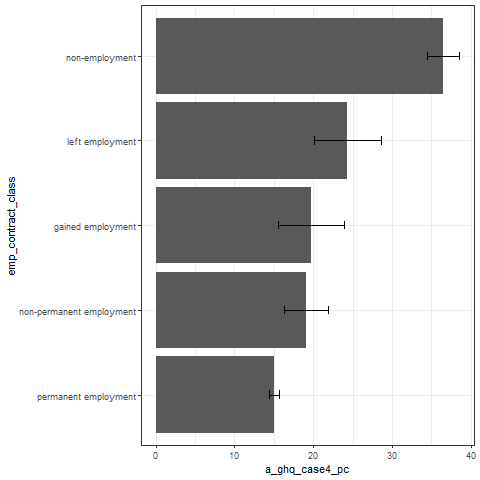 non-employment
left employment
gained employment
non-permanent employment
permanent employment
emp_contract_class
0 10 20 30 40
a_ghq_case4_pc